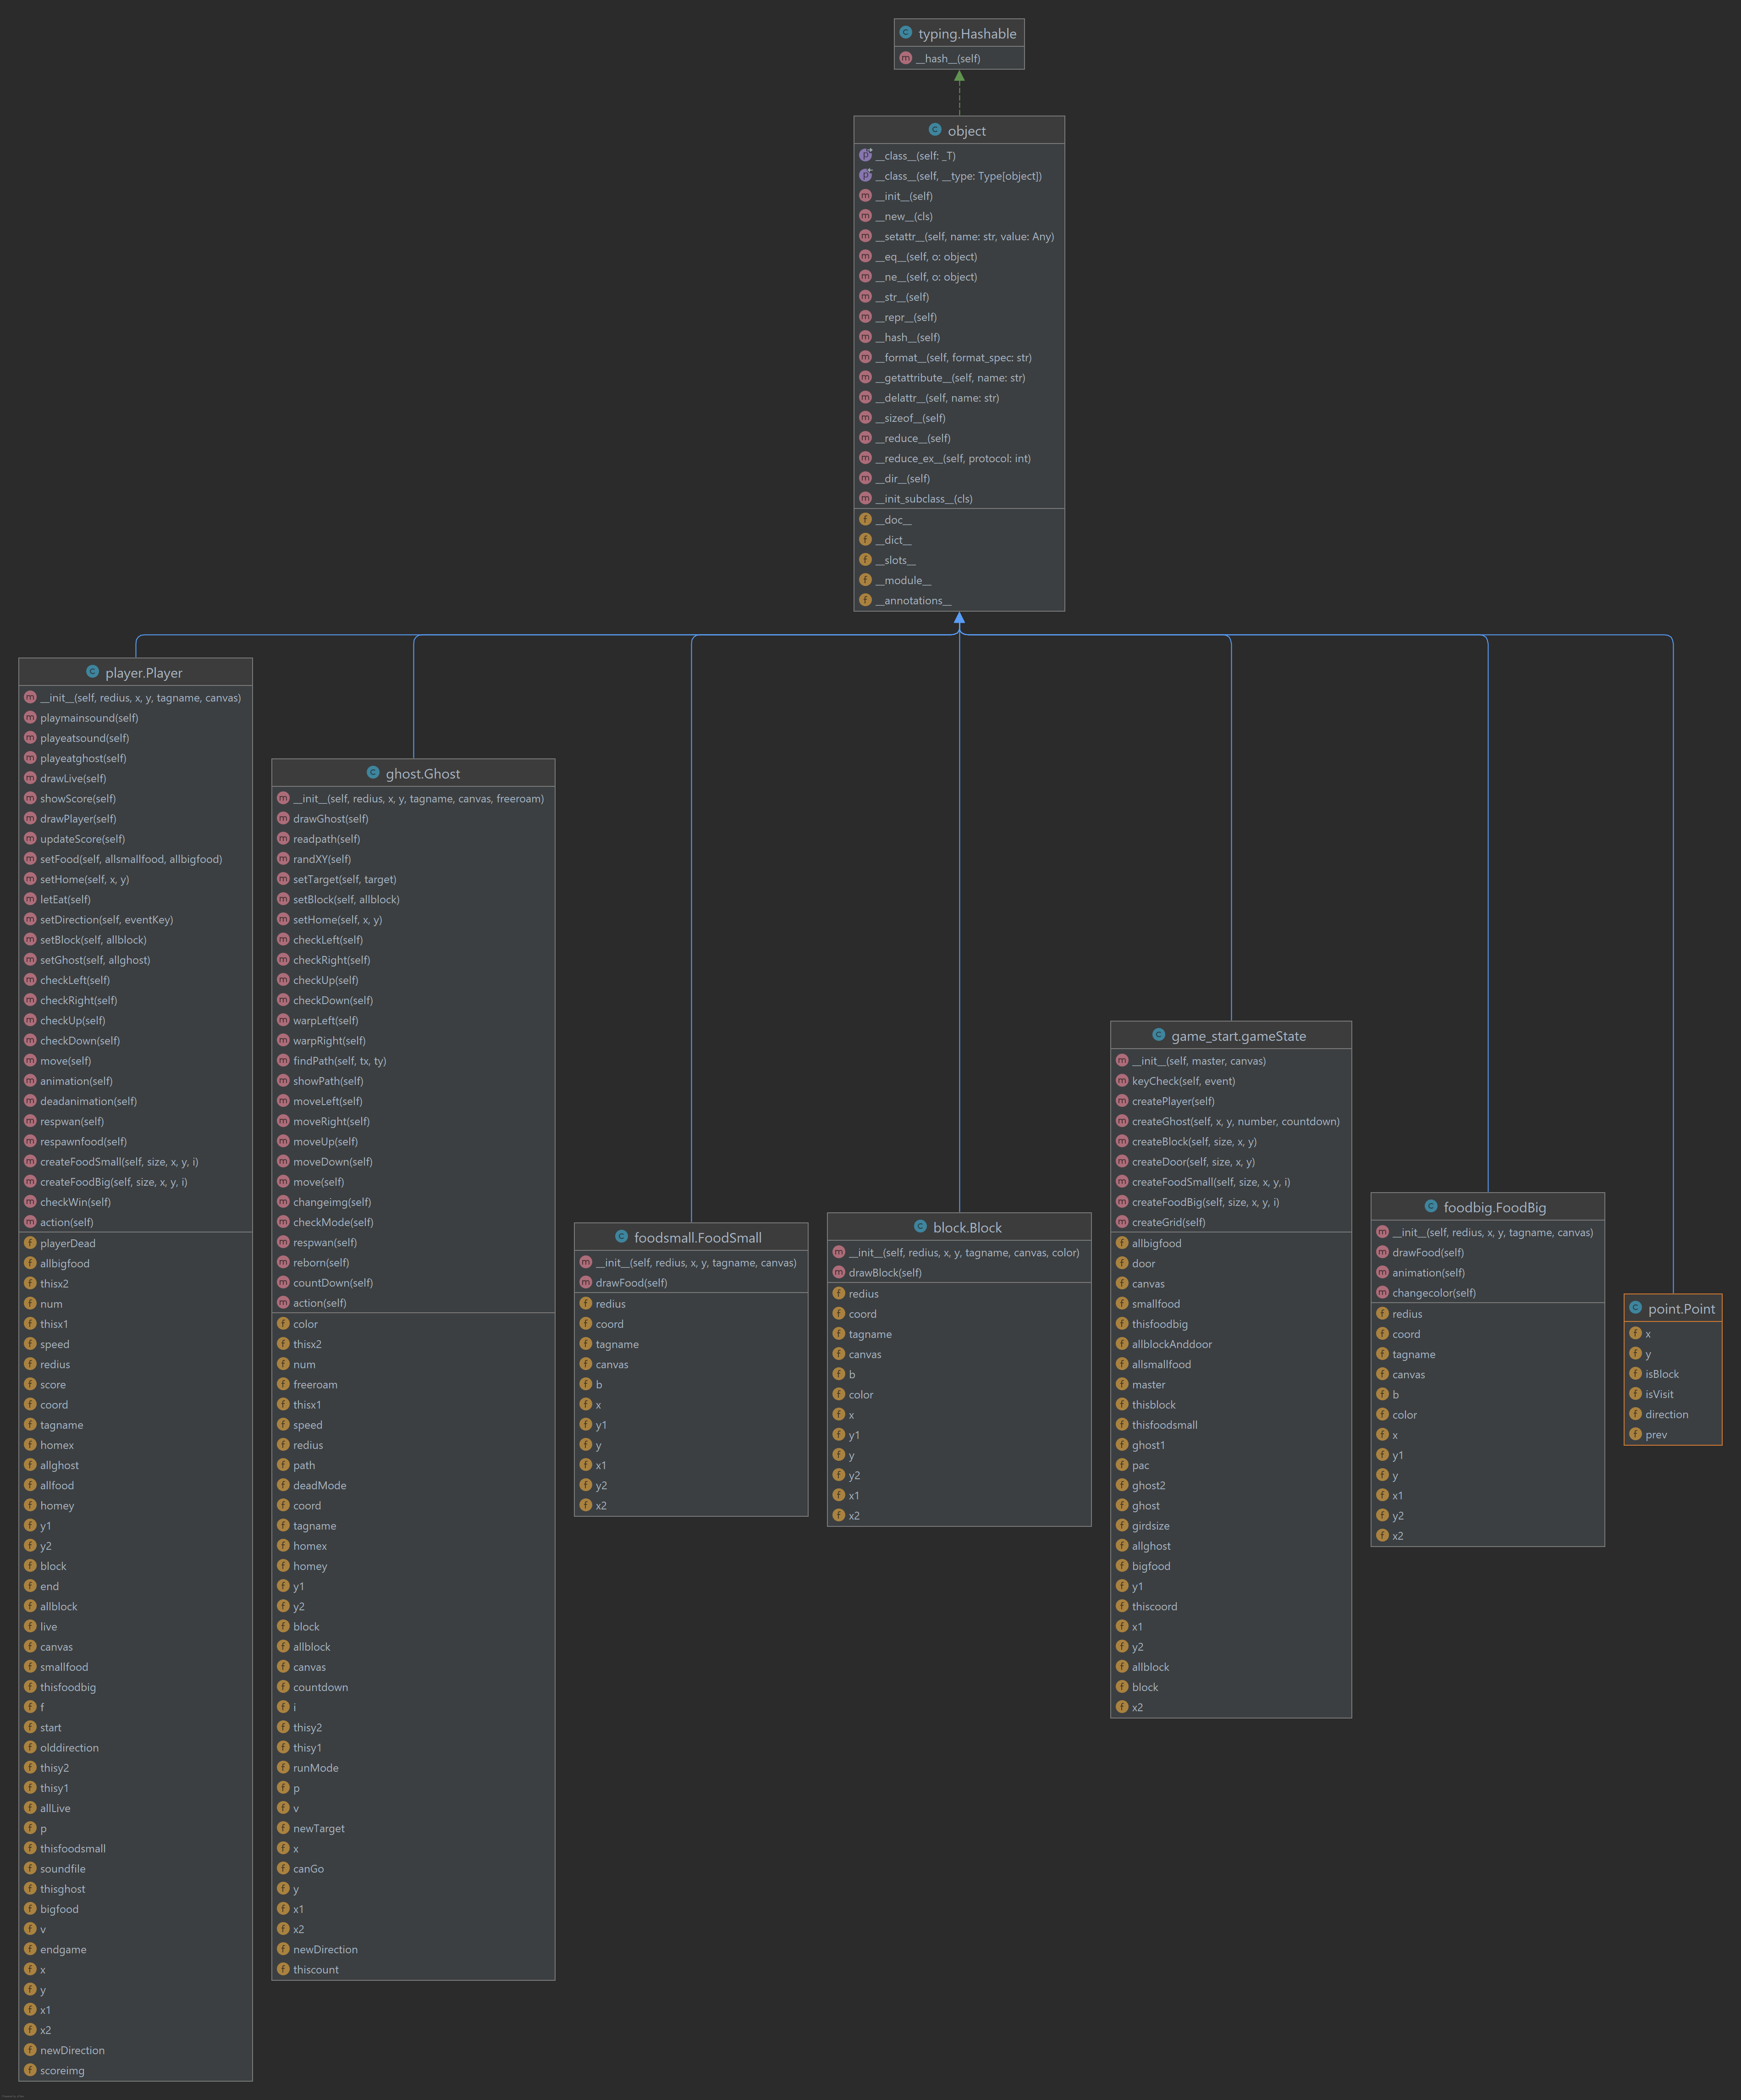 typing.Hashable
__hash__(self)
object
__class__(self: _T)
__class__(self, __type: Type[object])
__init__(self)
__new__(cls)
__setattr__(self, name: str, value: Any)
__eq__(self, o: object)
__ne__(self, o: object)
__str__(self)
__repr__(self)
__hash__(self)
__format__(self, format_spec: str)
__getattribute__(self, name: str)
__delattr__(self, name: str)
__sizeof__(self)
__reduce__(self)
__reduce_ex__(self, protocol: int)
__dir__(self)
__init_subclass__(cls)
__doc__
__dict__
__slots__
__module__
__annotations__
player.Player
__init__(self, redius, x, y, tagname, canvas)
playmainsound(self)
playeatsound(self)
playeatghost(self)
drawLive(self)
showScore(self)
drawPlayer(self)
updateScore(self)
setFood(self, allsmallfood, allbigfood)
setHome(self, x, y)
letEat(self)
setDirection(self, eventKey)
setBlock(self, allblock)
setGhost(self, allghost)
checkLeft(self)
checkRight(self)
checkUp(self)
checkDown(self)
move(self)
animation(self)
deadanimation(self)
respwan(self)
respawnfood(self)
createFoodSmall(self, size, x, y, i)
createFoodBig(self, size, x, y, i)
checkWin(self)
action(self)
playerDead
allbigfood
thisx2
num
thisx1
speed
redius
score
coord
tagname
homex
allghost
allfood
homey
y1
y2
block
end
allblock
live
canvas
smallfood
thisfoodbig
f
start
olddirection
thisy2
thisy1
allLive
p
thisfoodsmall
soundfile
thisghost
bigfood
v
endgame
x
y
x1
x2
newDirection
scoreimg
ghost.Ghost
__init__(self, redius, x, y, tagname, canvas, freeroam)
drawGhost(self)
readpath(self)
randXY(self)
setTarget(self, target)
setBlock(self, allblock)
setHome(self, x, y)
checkLeft(self)
checkRight(self)
checkUp(self)
checkDown(self)
warpLeft(self)
warpRight(self)
findPath(self, tx, ty)
showPath(self)
moveLeft(self)
moveRight(self)
moveUp(self)
moveDown(self)
move(self)
changeimg(self)
checkMode(self)
respwan(self)
reborn(self)
countDown(self)
action(self)
color
thisx2
num
freeroam
thisx1
speed
redius
path
deadMode
coord
tagname
homex
homey
y1
y2
block
allblock
canvas
countdown
i
thisy2
thisy1
runMode
p
v
newTarget
x
canGo
y
x1
x2
newDirection
thiscount
foodsmall.FoodSmall
__init__(self, redius, x, y, tagname, canvas)
drawFood(self)
redius
coord
tagname
canvas
b
x
y1
y
x1
y2
x2
block.Block
__init__(self, redius, x, y, tagname, canvas, color)
drawBlock(self)
redius
coord
tagname
canvas
b
color
x
y1
y
y2
x1
x2
game_start.gameState
__init__(self, master, canvas)
keyCheck(self, event)
createPlayer(self)
createGhost(self, x, y, number, countdown)
createBlock(self, size, x, y)
createDoor(self, size, x, y)
createFoodSmall(self, size, x, y, i)
createFoodBig(self, size, x, y, i)
createGrid(self)
allbigfood
door
canvas
smallfood
thisfoodbig
allblockAnddoor
allsmallfood
master
thisblock
thisfoodsmall
ghost1
pac
ghost2
ghost
girdsize
allghost
bigfood
y1
thiscoord
x1
y2
allblock
block
x2
foodbig.FoodBig
__init__(self, redius, x, y, tagname, canvas)
drawFood(self)
animation(self)
changecolor(self)
redius
coord
tagname
canvas
b
color
x
y1
y
x1
y2
x2
point.Point
x
y
isBlock
isVisit
direction
prev